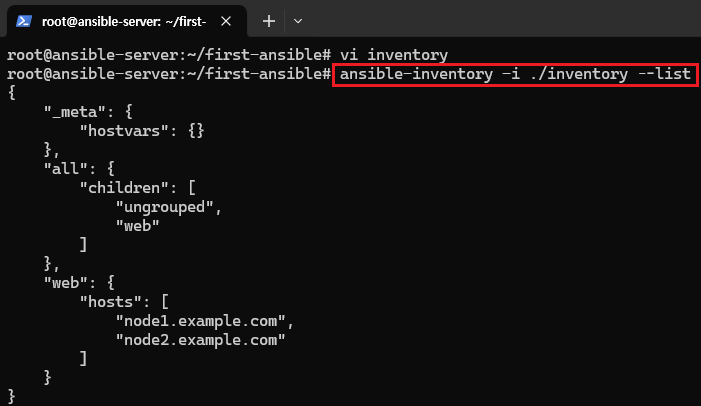 root@ansible-server: ~/first-
root@ansible-server:~/first-ansible# vi inventory
root@ansible-server:~/first-ansible# ansible-inventory -i ./inventory --list
{
    "_meta": {
        "hostvars": {}
    },
    "all": {
        "children": [
            "ungrouped",
            "web"
        ]
    },
    "web": {
        "hosts": [
            "node1.example.com",
            "node2.example.com"
        ]
    }
}